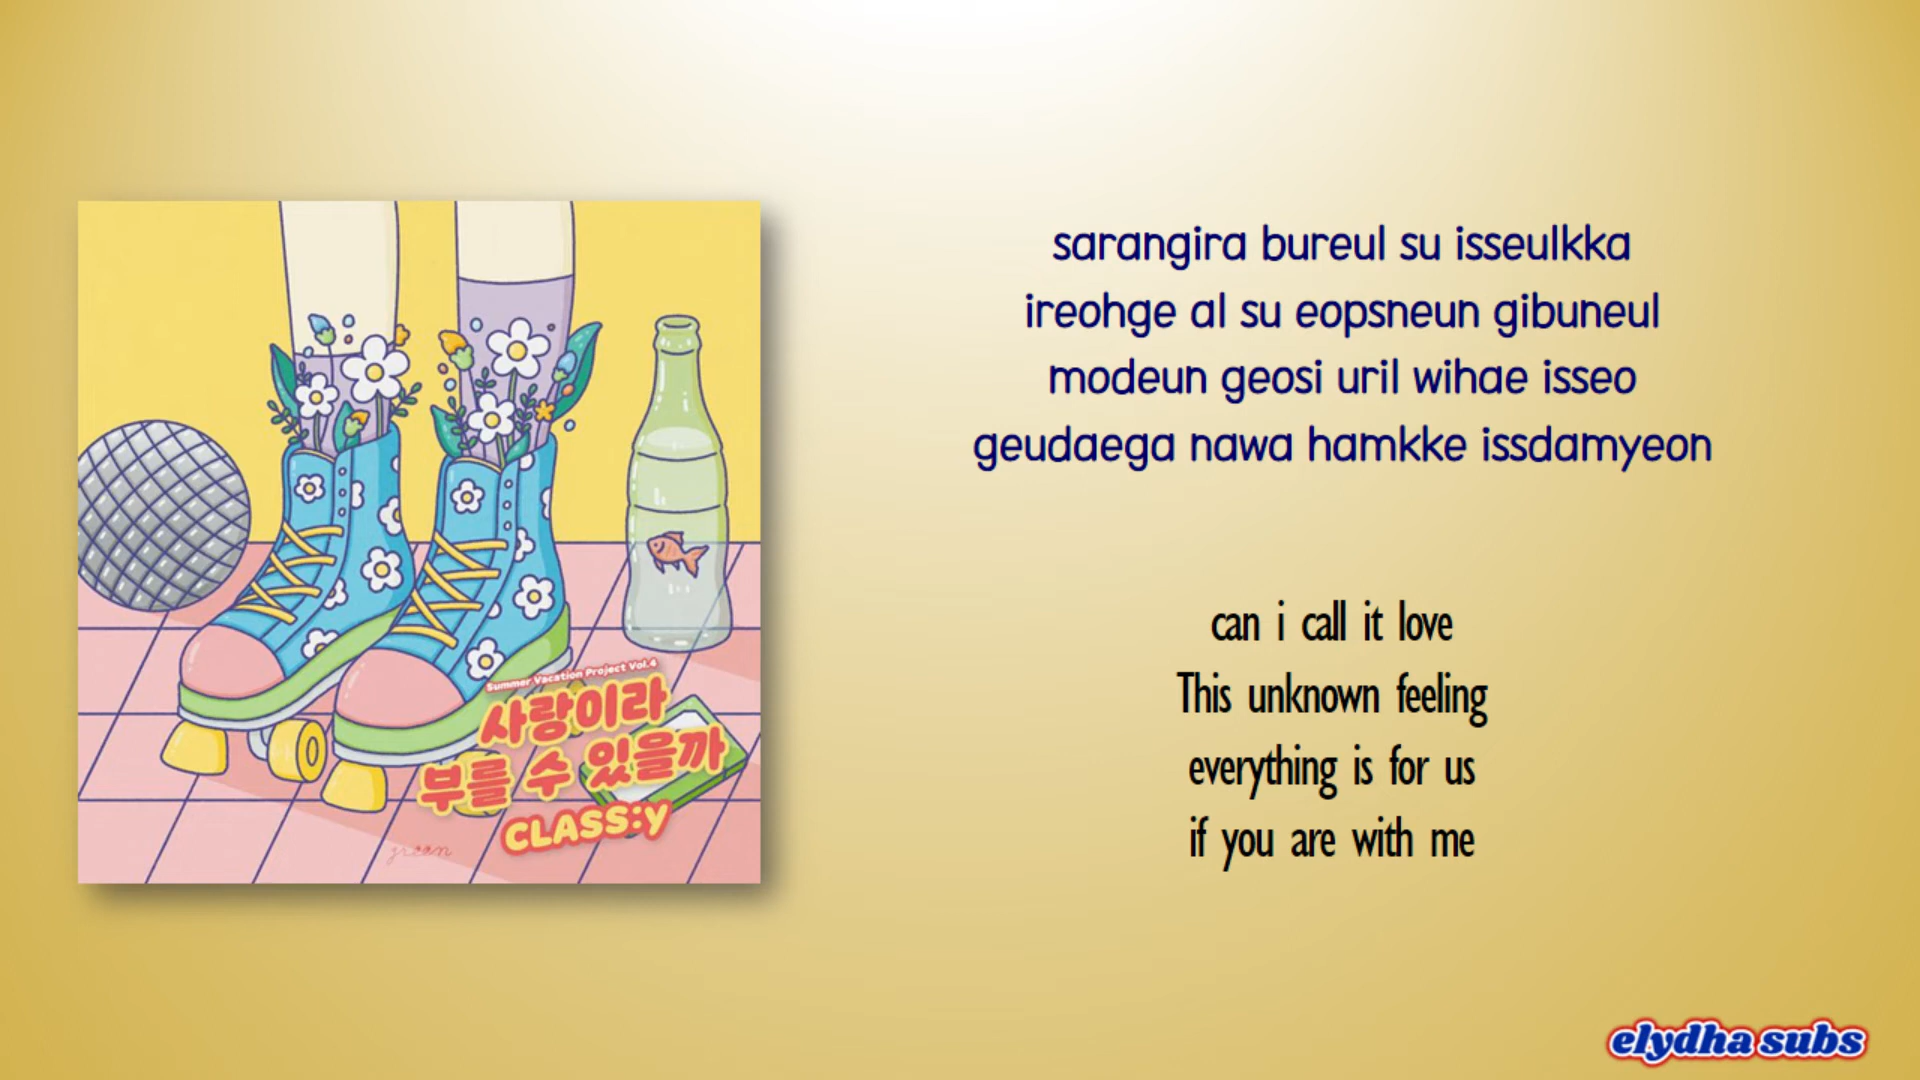 Summer Vacation Project Vol.4
사랑이라
부를 수 있을까
CLASS:y
green
sarangira bureul su isseulkka
ireohge al su eopsneun gibuneul
modeun geosi uril wihae isseo
geudaega nawa hamkke issdamyeon
can i call it love
This unknown feeling
everything is for us
if you are with me
elydha subs